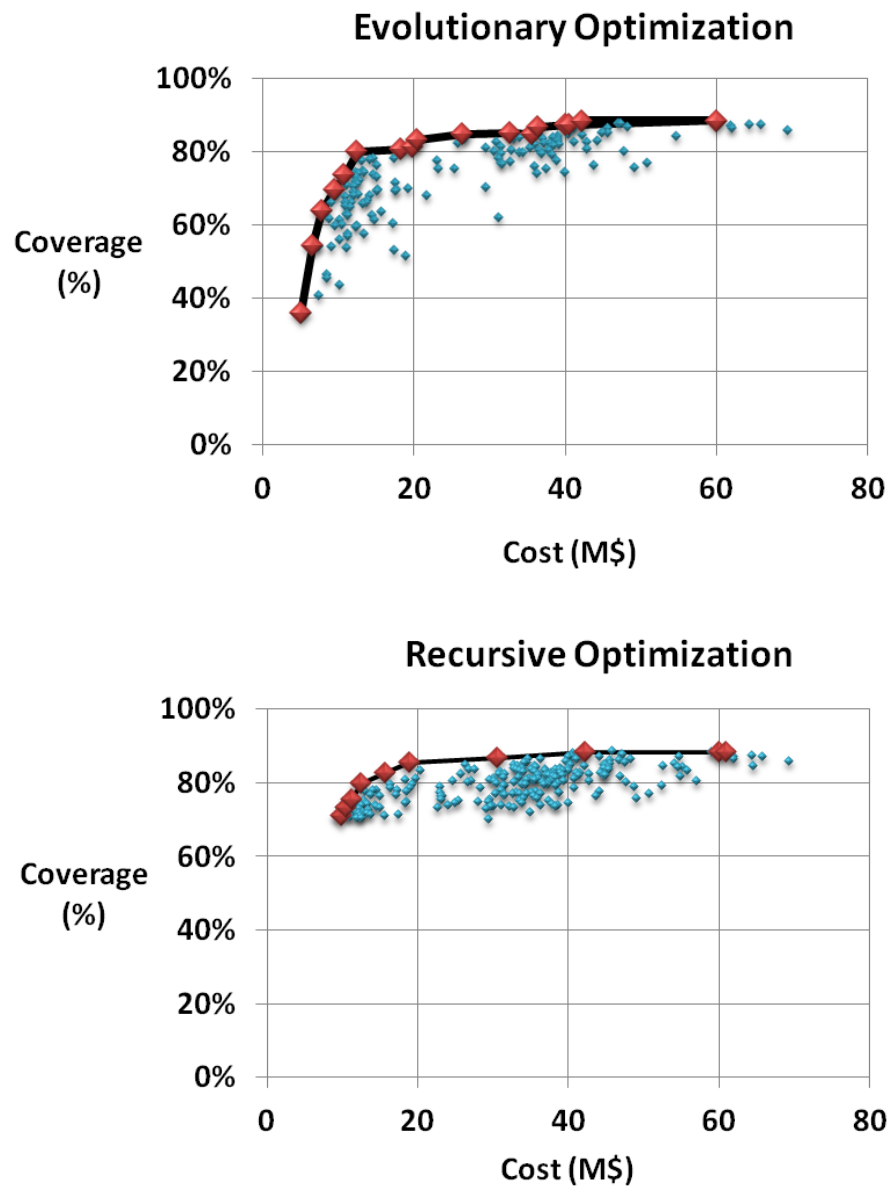 Evolutionary Optimization
100%
80%
60%
Coverage
(%)
40%
20%
0%
0 20 40 60 80
Cost (M$)
Recursive Optimization
100%
80%
60%
Coverage
(%)
40%
20%
0%
0 20 40 60 80
Cost (M$)